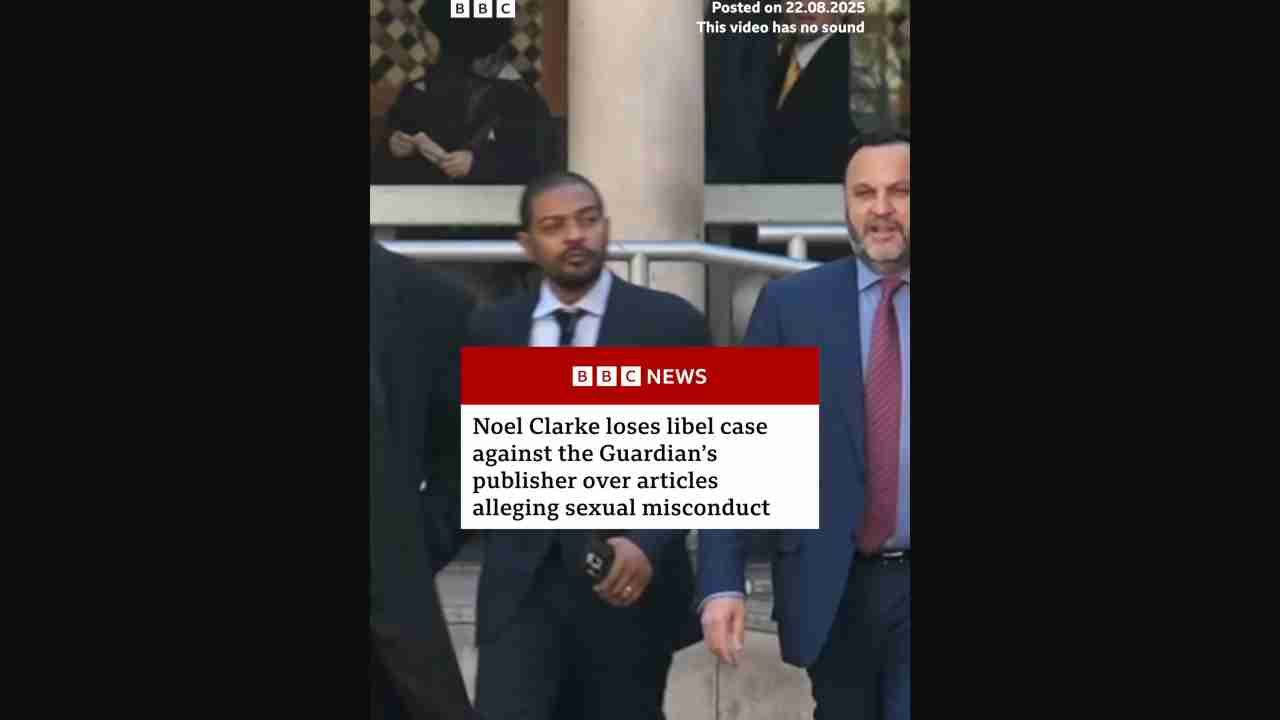 BBC
Posted on 22.08.2025
This video has no sound
BBC NEWS
Noel Clarke loses libel case
against the Guardian’s
publisher over articles
alleging sexual misconduct